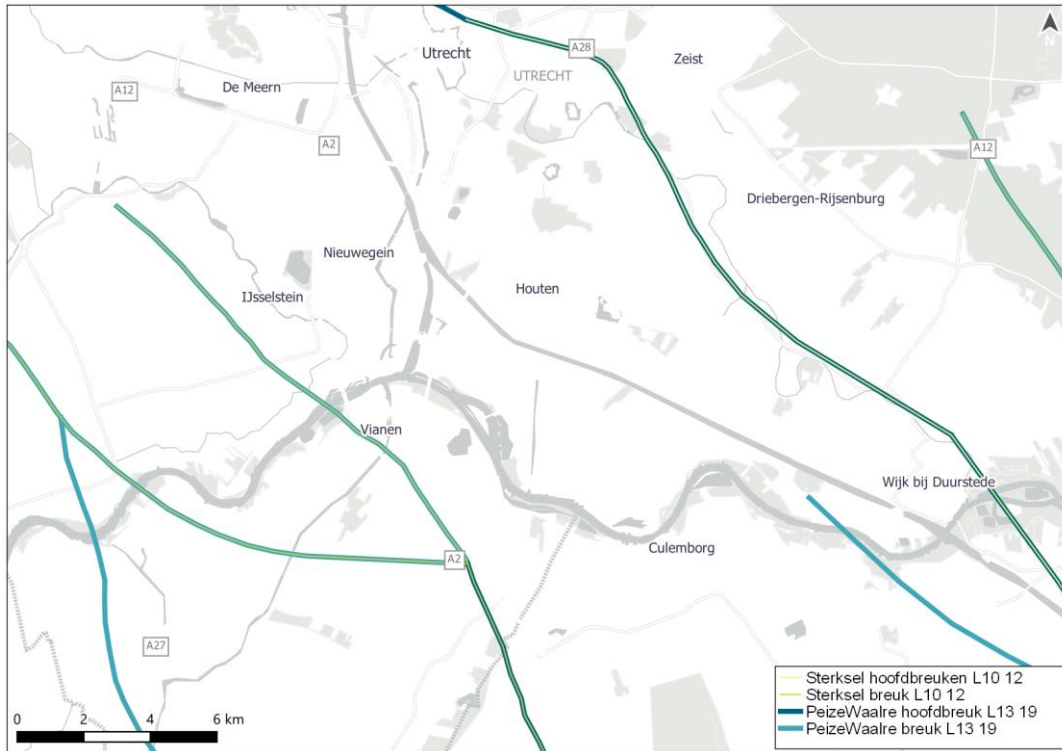 A28
Utrecht
Zeist
UTRECHT
De Meern
A12
A2
A12
Driebergen-Rijsenburg
Nieuwegein
IJsselstein
Houten
Vianen
Wijk bij Duurstede
Culemborg
A2
A27
Sterksel hoofdbreuken L10 12
Sterksel breuk L10 12
PeizeWaalre hoofdbreuk L13 19
PeizeWaalre breuk L13 19
0 2 4 6 km